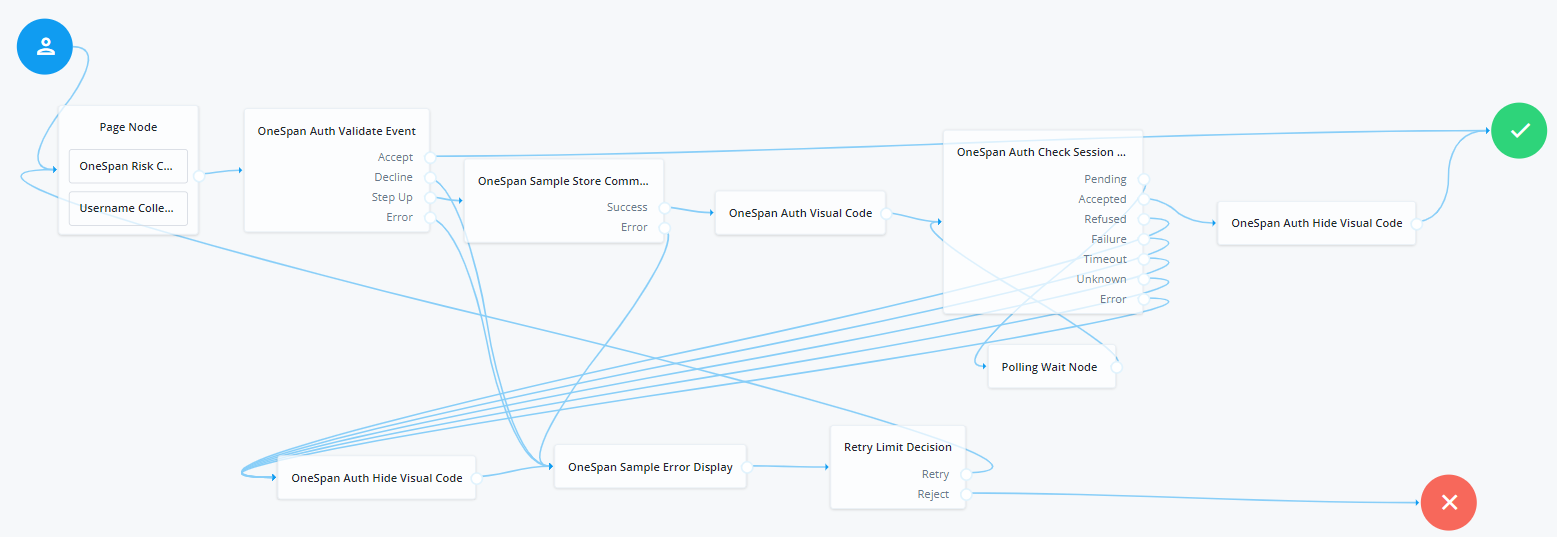 Page Node
OneSpan Risk C...
Username Colle...
OneSpan Auth Validate Event
Accept
Decline
Step Up
Error
OneSpan Sample Store Comm...
Success
Error
OneSpan Auth Visual Code
OneSpan Auth Check Session ...
Pending
Accepted
Refused
Failure
Timeout
Unknown
Error
OneSpan Auth Hide Visual Code
Polling Wait Node
OneSpan Auth Hide Visual Code
OneSpan Sample Error Display
Retry Limit Decision
Retry
Reject